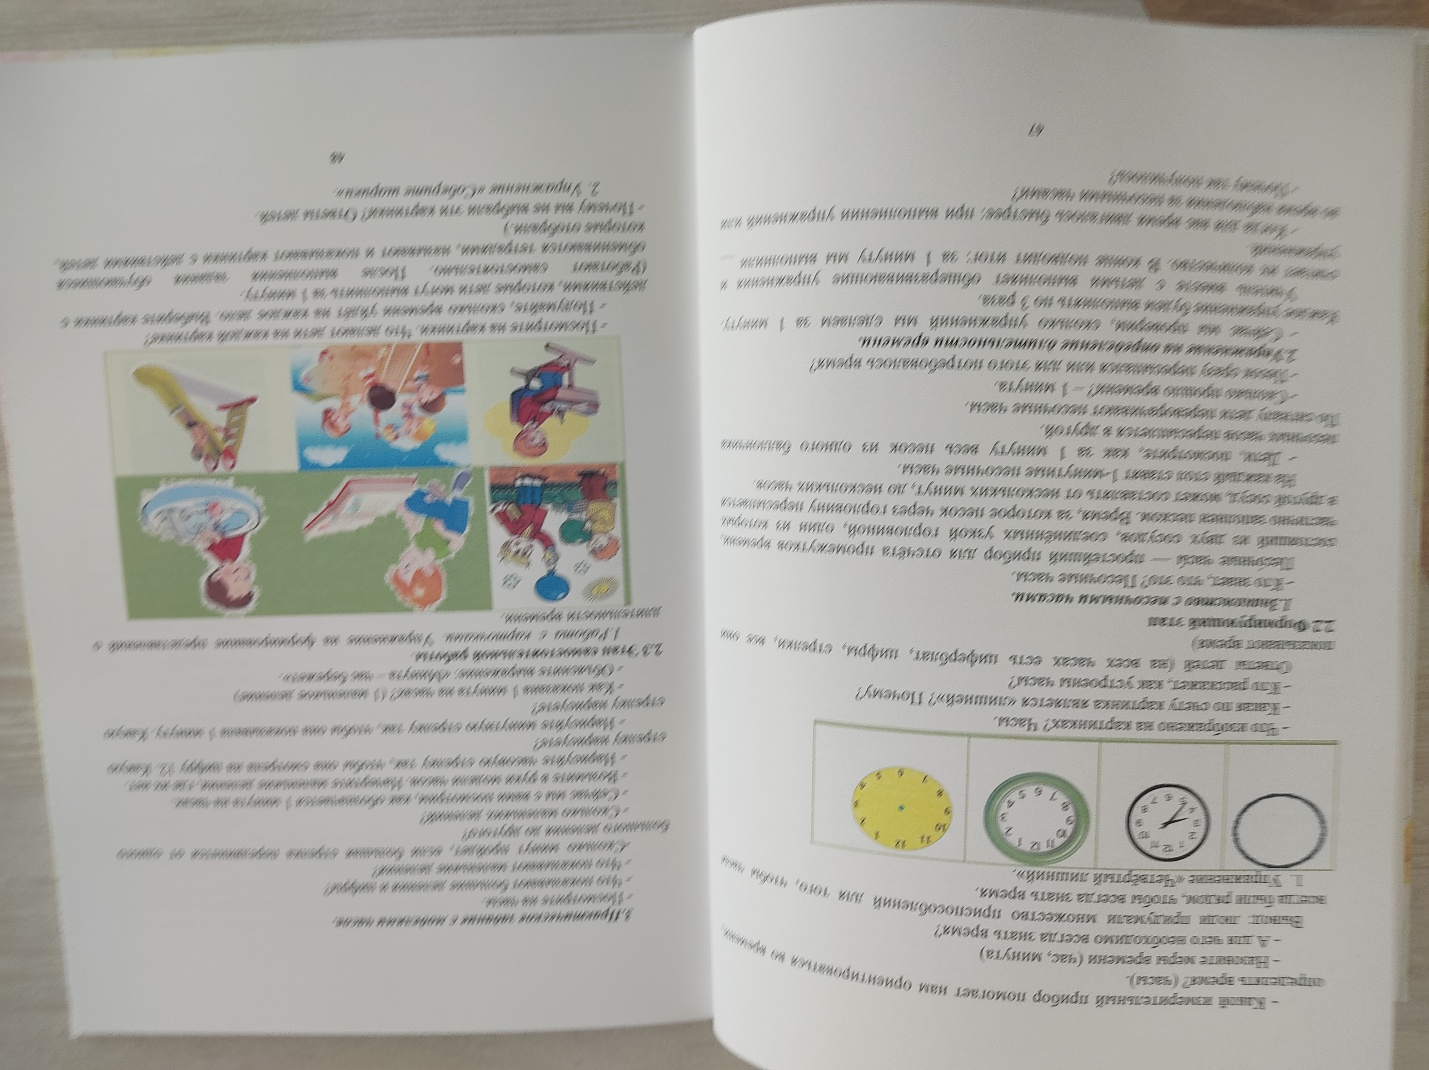 - Какой измерительный прибор помогает нам ориентироваться во времени,
определять время? (часы).
- Назовите меры времени (час, минута)
- А для чего необходимо всегда знать время?
Вывод: люди придумали множество приспособлений для того, чтобы часы
всегда были рядом, чтобы всегда знать время.
1. Упражнение «Четвёртый лишний».
- Что изображено на картинках? Часы.
- Какая по счету картинка является «лишней»? Почему?
- Кто расскажет, как устроены часы?
Ответы детей (на всех часах есть циферблат, цифры, стрелки, все они
показывают время)
2.2 Формирующий этап
1.Знакомство с песочными часами.
- Кто знает, что это? Песочные часы.
Песочные часы — простейший прибор для отсчёта промежутков времени,
состоящий из двух сосудов, соединённых узкой горловиной, один из которых
частично заполнен песком. Время, за которое песок через горловину пересыпается
в другой сосуд, может составлять от нескольких минут, до нескольких часов.
На каждый стол ставят 1-минутные песочные часы.
- Дети, посмотрите, как за 1 минуту весь песок из одного баллончика
песочных часов пересыпается в другой.
По сигналу дети переворачивают песочные часы.
- Сколько прошло времени? – 1 минута.
- Песок сразу пересыпался или для этого потребовалось время?
2.Упражнение на определение длительности времени.
- Сейчас мы проверим, сколько упражнений мы сделаем за 1 минуту.
Каждое упражнение будем выполнять по 3 раза.
Учитель вместе с детьми выполняет общеразвивающие упражнения и
считает их количество. В конце подводит итог: за 1 минуту мы выполнили
упражнений.
- Когда для вас время двигалось быстрее: при выполнении упражнений или
во время наблюдения за песочными часами?
- Почему так получилось?
67
3.Практическое задание с моделями часов.
- Посмотрите на часы.
- Что показывают большие деления и цифры?
- Что показывают маленькие деления?
Сколько минут пройдет, если большая стрелка передвинется от одного
большого деления до другого?
- Сколько маленьких делений?
- Сейчас мы с вами посмотрим, как обозначается 1 минута на часах.
- Возьмите в руки модели часов. Найдите маленькие деления
- Нарисуйте часовую стрелку так, чтобы она смотрела на цифру 12. Какую
стрелку нарисуете?
- Нарисуйте минутную стрелку так, чтобы она показывала 1 минуту. Какую
стрелку нарисуете?
- Как показана 1 минута на часах? (1 маленькое деление)
- Объясните выражение: «Минута – час бережет».
2.3 Этап самостоятельной работы.
1.Работа с карточками. Упражнение на формирование представлений о
длительности времени.
- Посмотрите на картинки. Что делают дети на каждой картинке?
- Подумайте, сколько времени уйдет на каждое дело. Выберите картинки с
действиями, которые дети могут выполнить за 1 минуту.
(Работают самостоятельно. После выполнения задания обучающиеся
обмениваются тетрадями, называют и показывают картинки с действиями детей,
которые отобрали.)
- Почему вы не выбрали эти картинки? Ответы детей.
2. Упражнение «Соберите шарики».
68